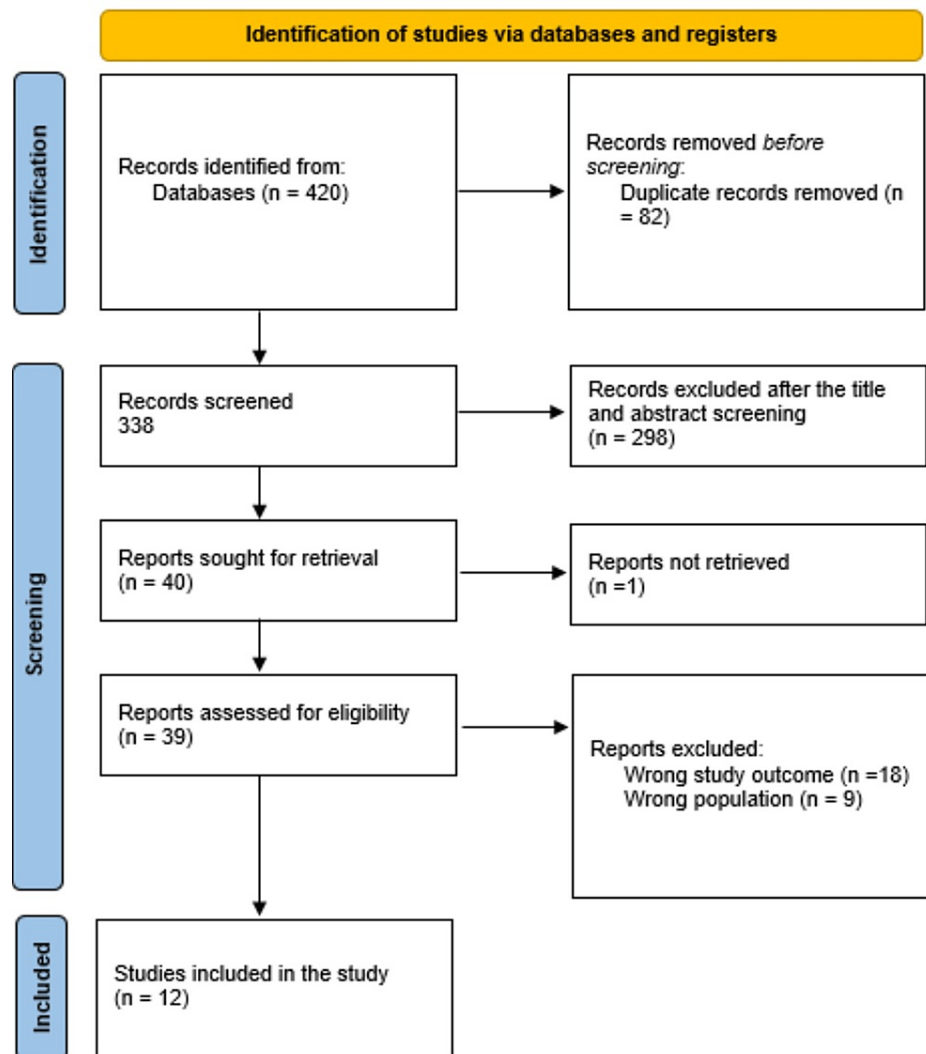 Identification of studies via databases and registers
Identification
Records identified from:
Databases (n = 420)
Records removed before
screening:
Duplicate records removed (n
= 82)
Screening
Records screened
338
Records excluded after the title
and abstract screening
(n = 298)
Reports sought for retrieval
(n = 40)
Reports not retrieved
(n =1)
Reports assessed for eligibility
(n = 39)
Reports excluded:
Wrong study outcome (n =18)
Wrong population (n = 9)
Included
Studies included in the study
(n = 12)